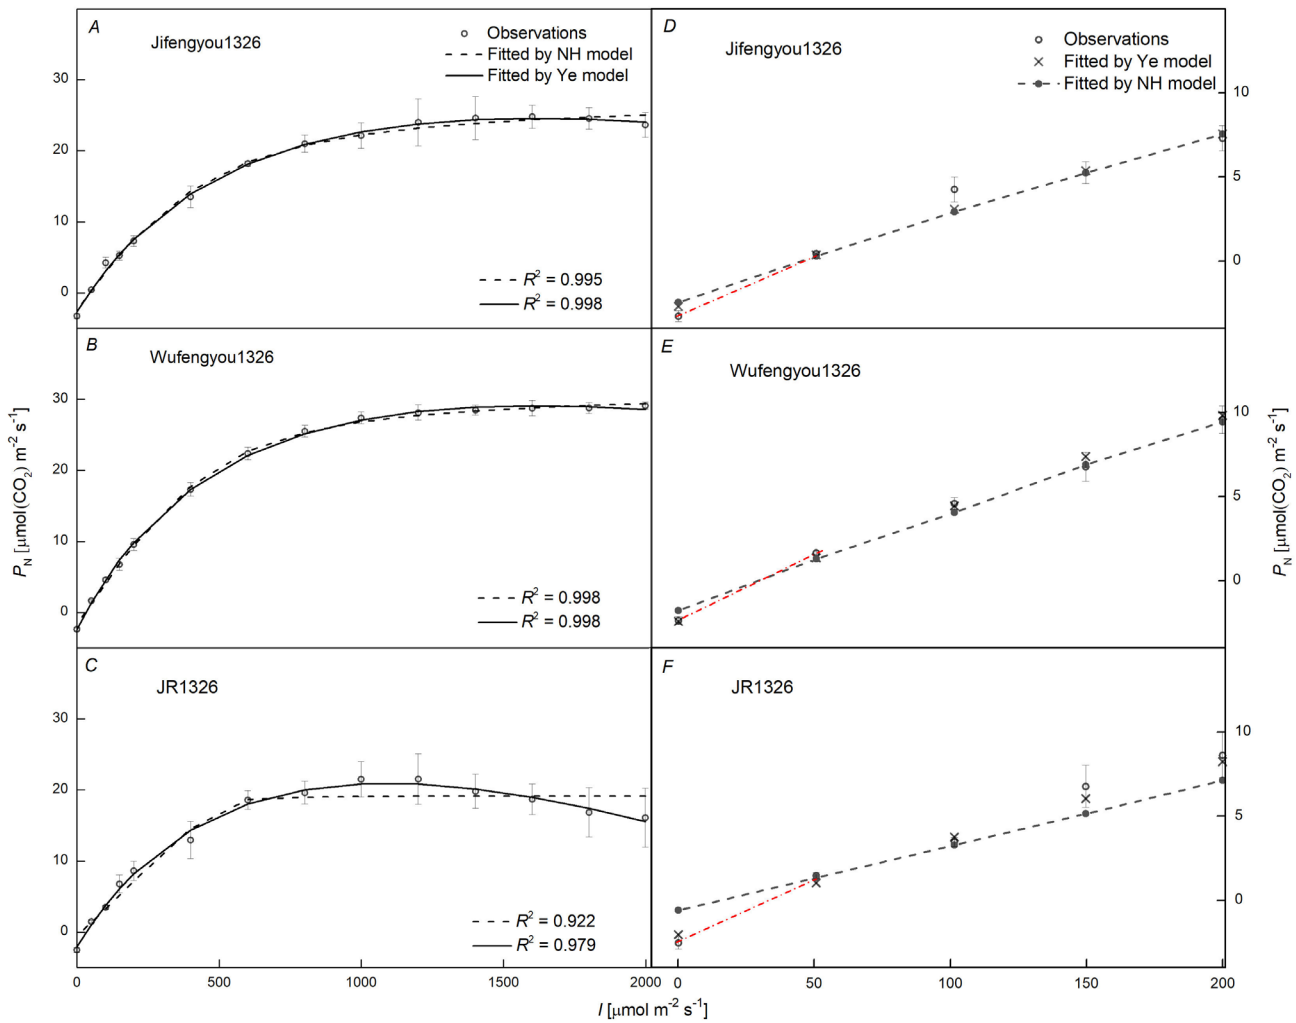 A
Jifengyou1326
Observations
Fitted by NH model
Fitted by Ye model
30
20
10
0
R² = 0.995
R² = 0.998
B
Wufengyou1326
30
20
10
0
R² = 0.998
R² = 0.998
C
JR1326
30
20
10
0
R² = 0.922
R² = 0.979
0
500
1000
1500
2000
P_N [μmol(CO₂) m⁻² s⁻¹]
D
Jifengyou1326
Observations
Fitted by Ye model
Fitted by NH model
10
5
0
E
Wufengyou1326
10
5
0
F
JR1326
10
5
0
0
50
100
150
200
P_N [μmol(CO₂) m⁻² s⁻¹]
I [μmol m⁻² s⁻¹]